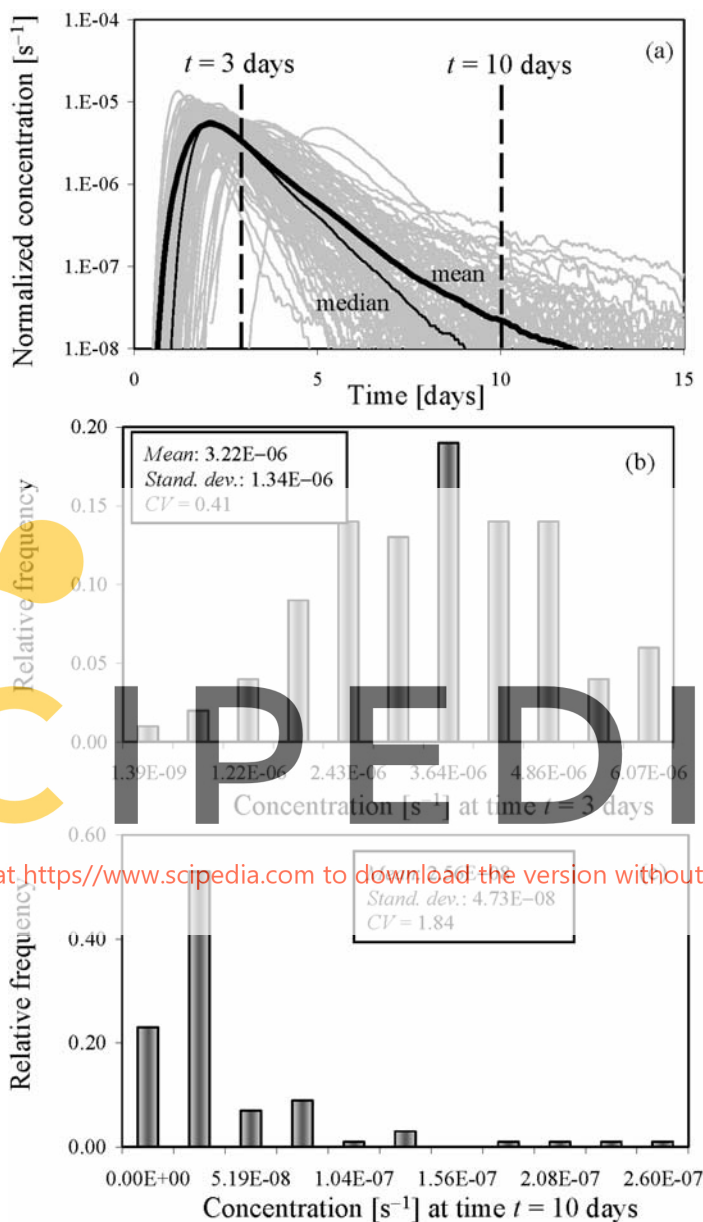 Normalized concentration [s⁻¹]
1.E-04
1.E-05
1.E-06
1.E-07
1.E-08
t = 3 days
t = 10 days
(a)
mean
median
0
5
10
15
Time [days]
Relative frequency
0.20
0.15
0.10
0.05
0.00
Mean: 3.22E−06
Stand. dev.: 1.34E−06
CV = 0.41
(b)
1.39E-09
1.22E-06
2.43E-06
3.64E-06
4.86E-06
6.07E-06
CIPEDI
Concentration [s⁻¹] at time t = 3 days
at https//www.scipedia.com to download the version without
Relative frequency
0.60
0.40
0.20
0.00
Mean: 2.56E−08
Stand. dev.: 4.73E−08
CV = 1.84
(c)
0.00E+00
5.19E-08
1.04E-07
1.56E-07
2.08E-07
2.60E-07
Concentration [s⁻¹] at time t = 10 days